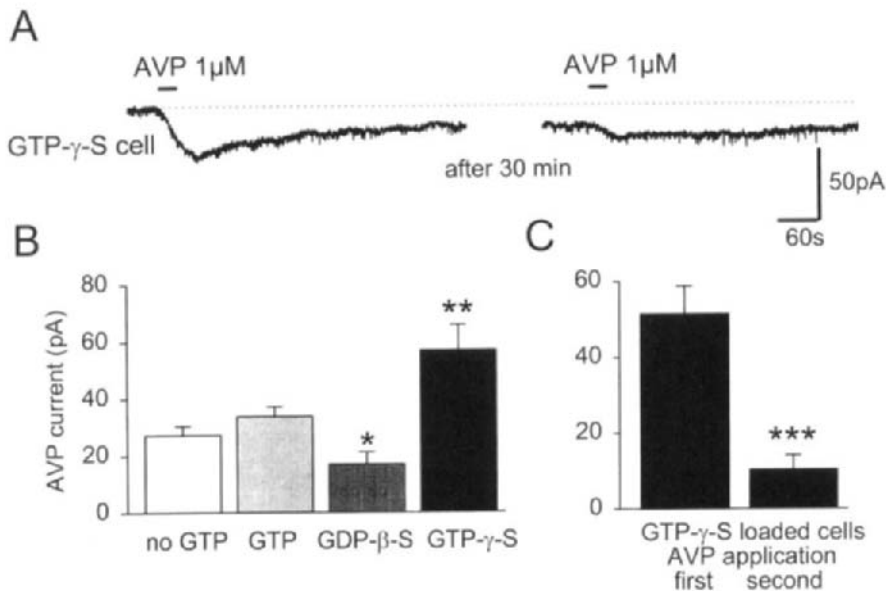 A
AVP 1µM AVP 1µM
GTP-γ-S cell
after 30 min
50pA
60s
B
AVP current (pA)
80
60
40
20
0
*
**
no GTP GTP GDP-β-S GTP-γ-S
C
60
40
20
0
***
GTP-γ-S loaded cells
AVP application
first second